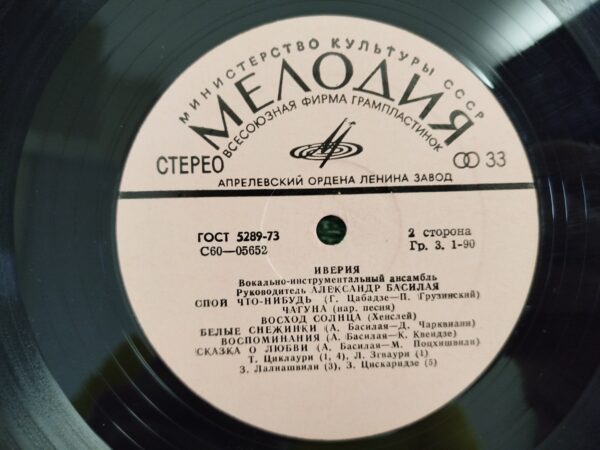 МИНИСТЕРСТВО КУЛЬТУРЫ СССР
МЕЛОДИЯ
ВСЕСОЮЗНАЯ ФИРМА ГРАМПЛАСТИНОК
СТЕРЕО
33
АПРЕЛЕВСКИЙ ОРДЕНА ЛЕНИНА ЗАВОД
ГОСТ 5289-73
С60—05652
2 сторона
Гр. 3. 1-90
ИВЕРИЯ
Вокально-инструментальный ансамбль
Руководитель АЛЕКСАНДР БАСИЛАЯ
СПОЙ ЧТО-НИБУДЬ (Г. Цабадзе—П. Грузинский)
ЧАГУНА (нар. песня)
ВОСХОД СОЛНЦА (Хенслей)
БЕЛЫЕ СНЕЖИНКИ (А. Басилая—Д. Чарквиани)
ВОСПОМИНАНИЯ (А. Басилая—К. Квеидзе)
СКАЗКА О ЛЮБВИ (А. Басилая—М. Поцхишвили)
Т. Циклаури (1, 4), Л. Згваури (1)
З. Лалиашвили (3), З. Цискаридзе (5)